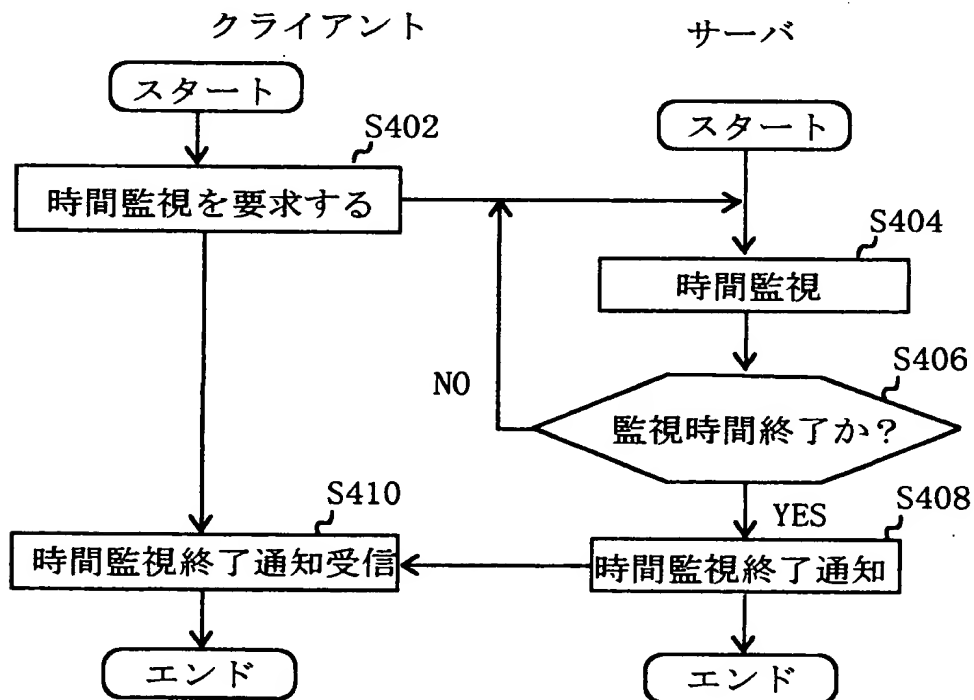 クライアント
サーバ
スタート
スタート
S402
時間監視を要求する
S404
時間監視
S406
NO
監視時間終了か?
S410
YES
S408
時間監視終了通知受信
時間監視終了通知
エンド
エンド